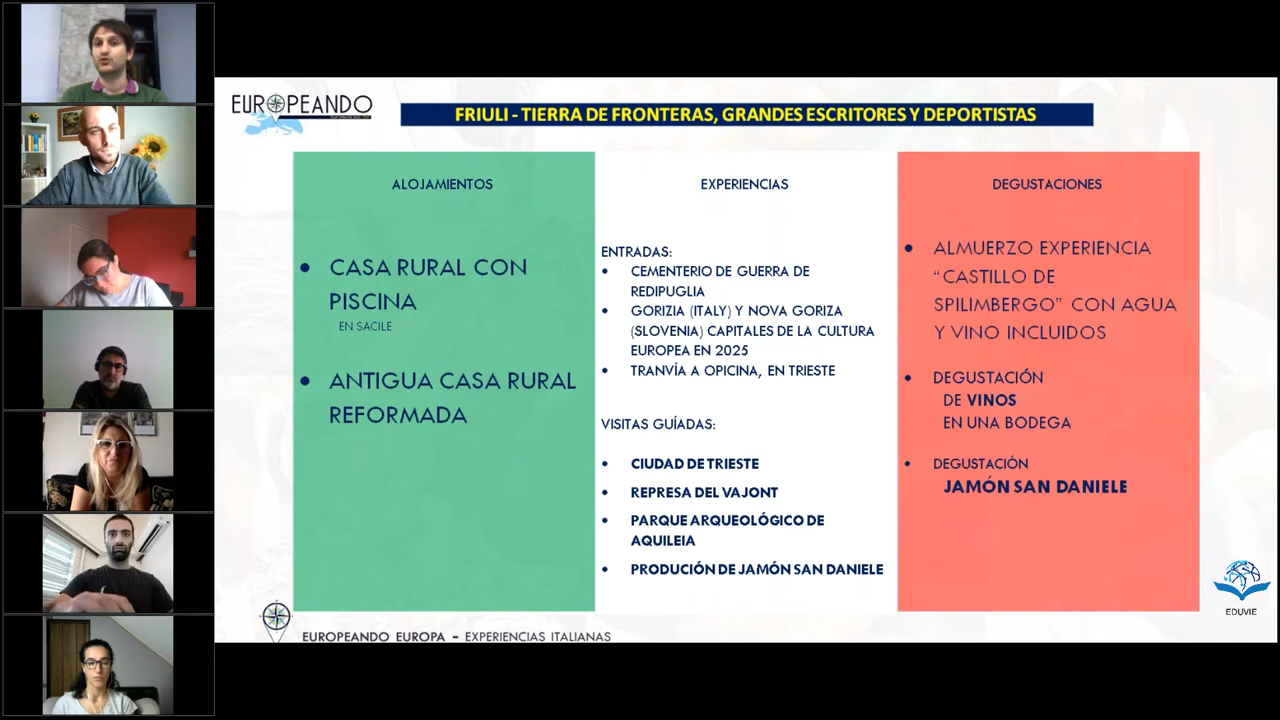 EUROPEANDO
FRIULI - TIERRA DE FRONTERAS, GRANDES ESCRITORES Y DEPORTISTAS
ALOJAMIENTOS
• CASA RURAL CON
PISCINA
EN SACILE
• ANTIGUA CASA RURAL
REFORMADA
EXPERIENCIAS
ENTRADAS:
• CEMENTERIO DE GUERRA DE
REDIPUGLIA
• GORIZIA (ITALY) Y NOVA GORIZA
(SLOVENIA) CAPITALES DE LA CULTURA
EUROPEA EN 2025
• TRANVÍA A OPICINA, EN TRIESTE
VISITAS GUÍADAS:
• CIUDAD DE TRIESTE
• REPRESA DEL VAJONT
• PARQUE ARQUEOLÓGICO DE
AQUILEIA
• PRODUCIÓN DE JAMÓN SAN DANIELE
DEGUSTACIONES
• ALMUERZO EXPERIENCIA
“CASTILLO DE
SPILIMBERGO” CON AGUA
Y VINO INCLUIDOS
• DEGUSTACIÓN
DE VINOS
EN UNA BODEGA
• DEGUSTACIÓN
JAMÓN SAN DANIELE
EDUVIE
EUROPEANDO EUROPA – EXPERIENCIAS ITALIANAS